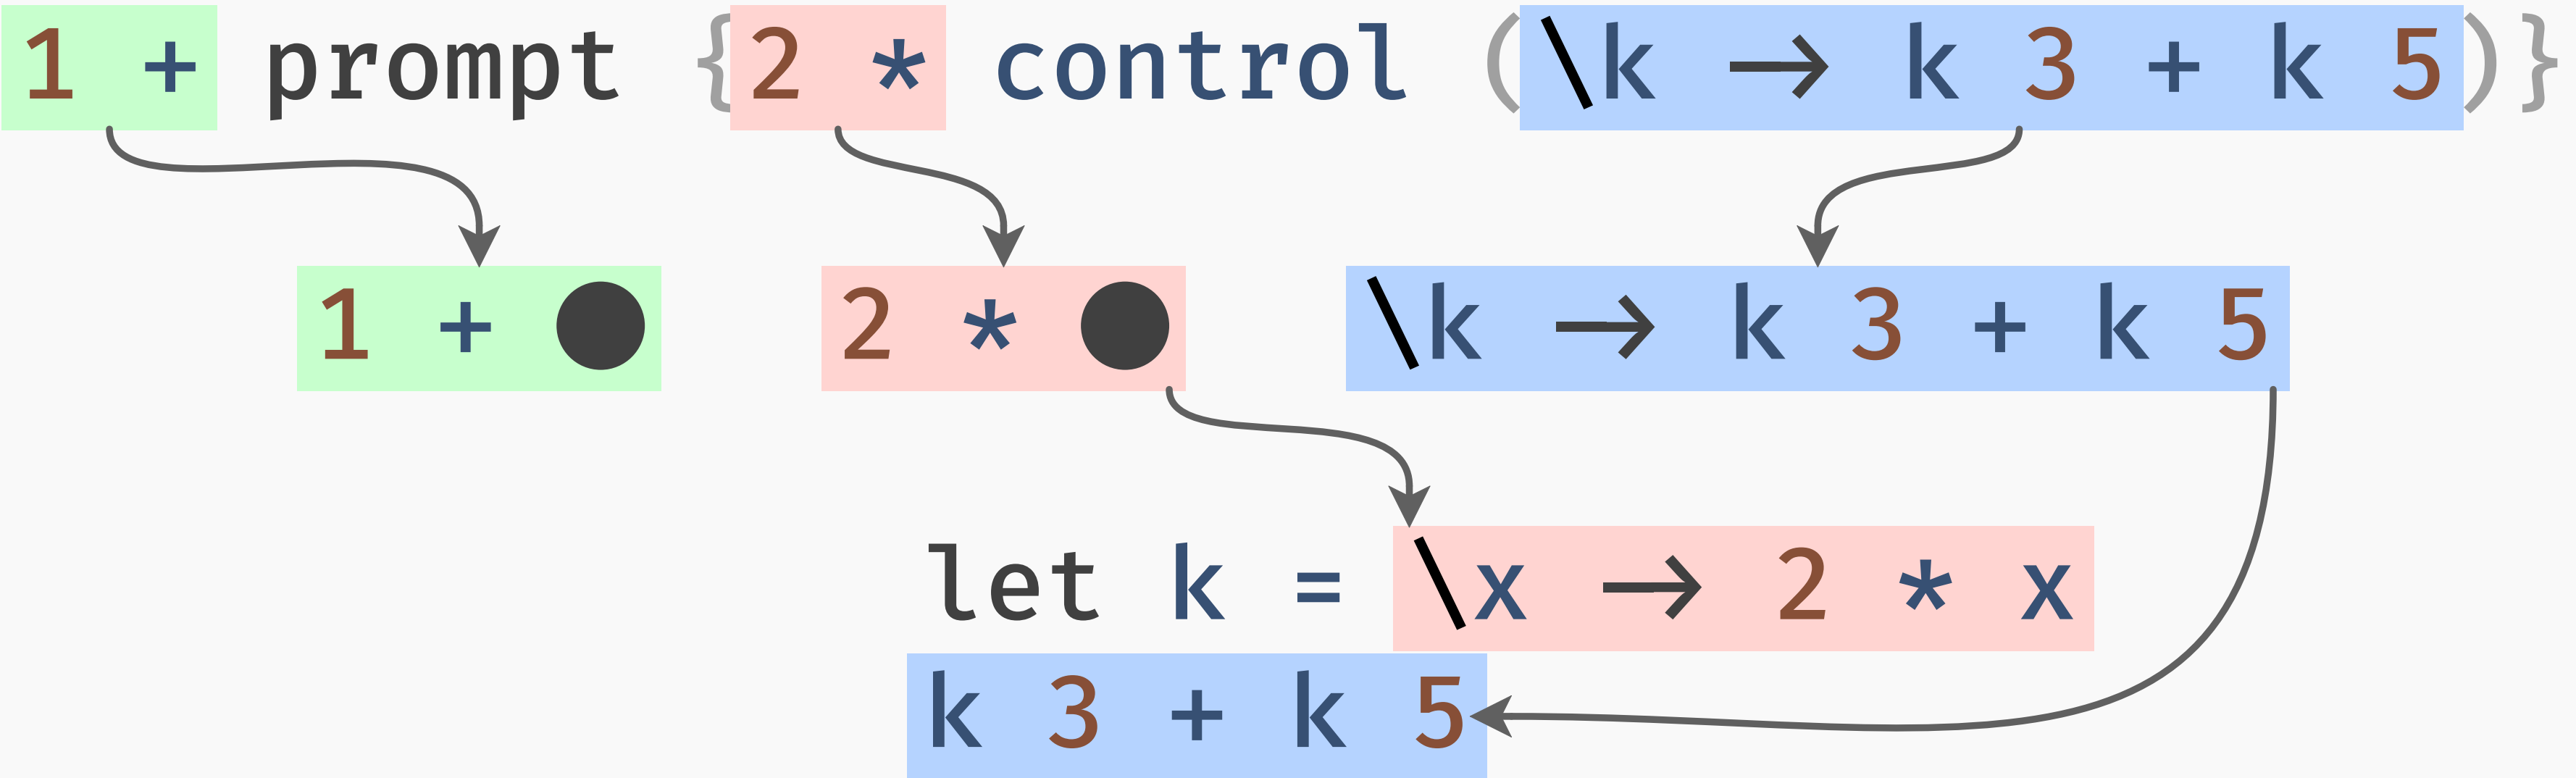 1 + prompt {2 * control (\k → k 3 + k 5)}
1 + ● 2 * ● \k → k 3 + k 5
let k = \x → 2 * x
k 3 + k 5